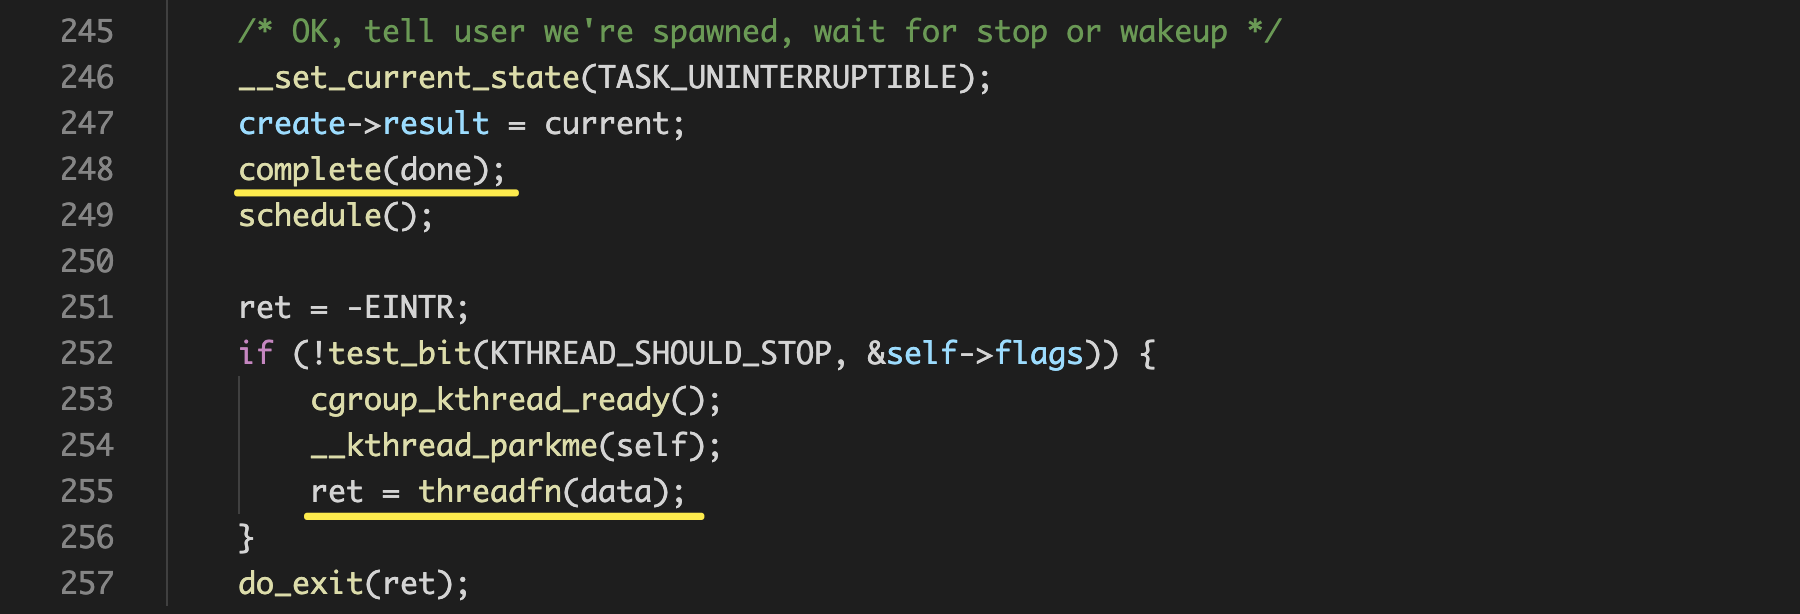 245 /* OK, tell user we're spawned, wait for stop or wakeup */
246 __set_current_state(TASK_UNINTERRUPTIBLE);
247 create->result = current;
248 complete(done);
249 schedule();
250
251 ret = -EINTR;
252 if (!test_bit(KTHREAD_SHOULD_STOP, &self->flags)) {
253 cgroup_kthread_ready();
254 __kthread_parkme(self);
255 ret = threadfn(data);
256 }
257 do_exit(ret);